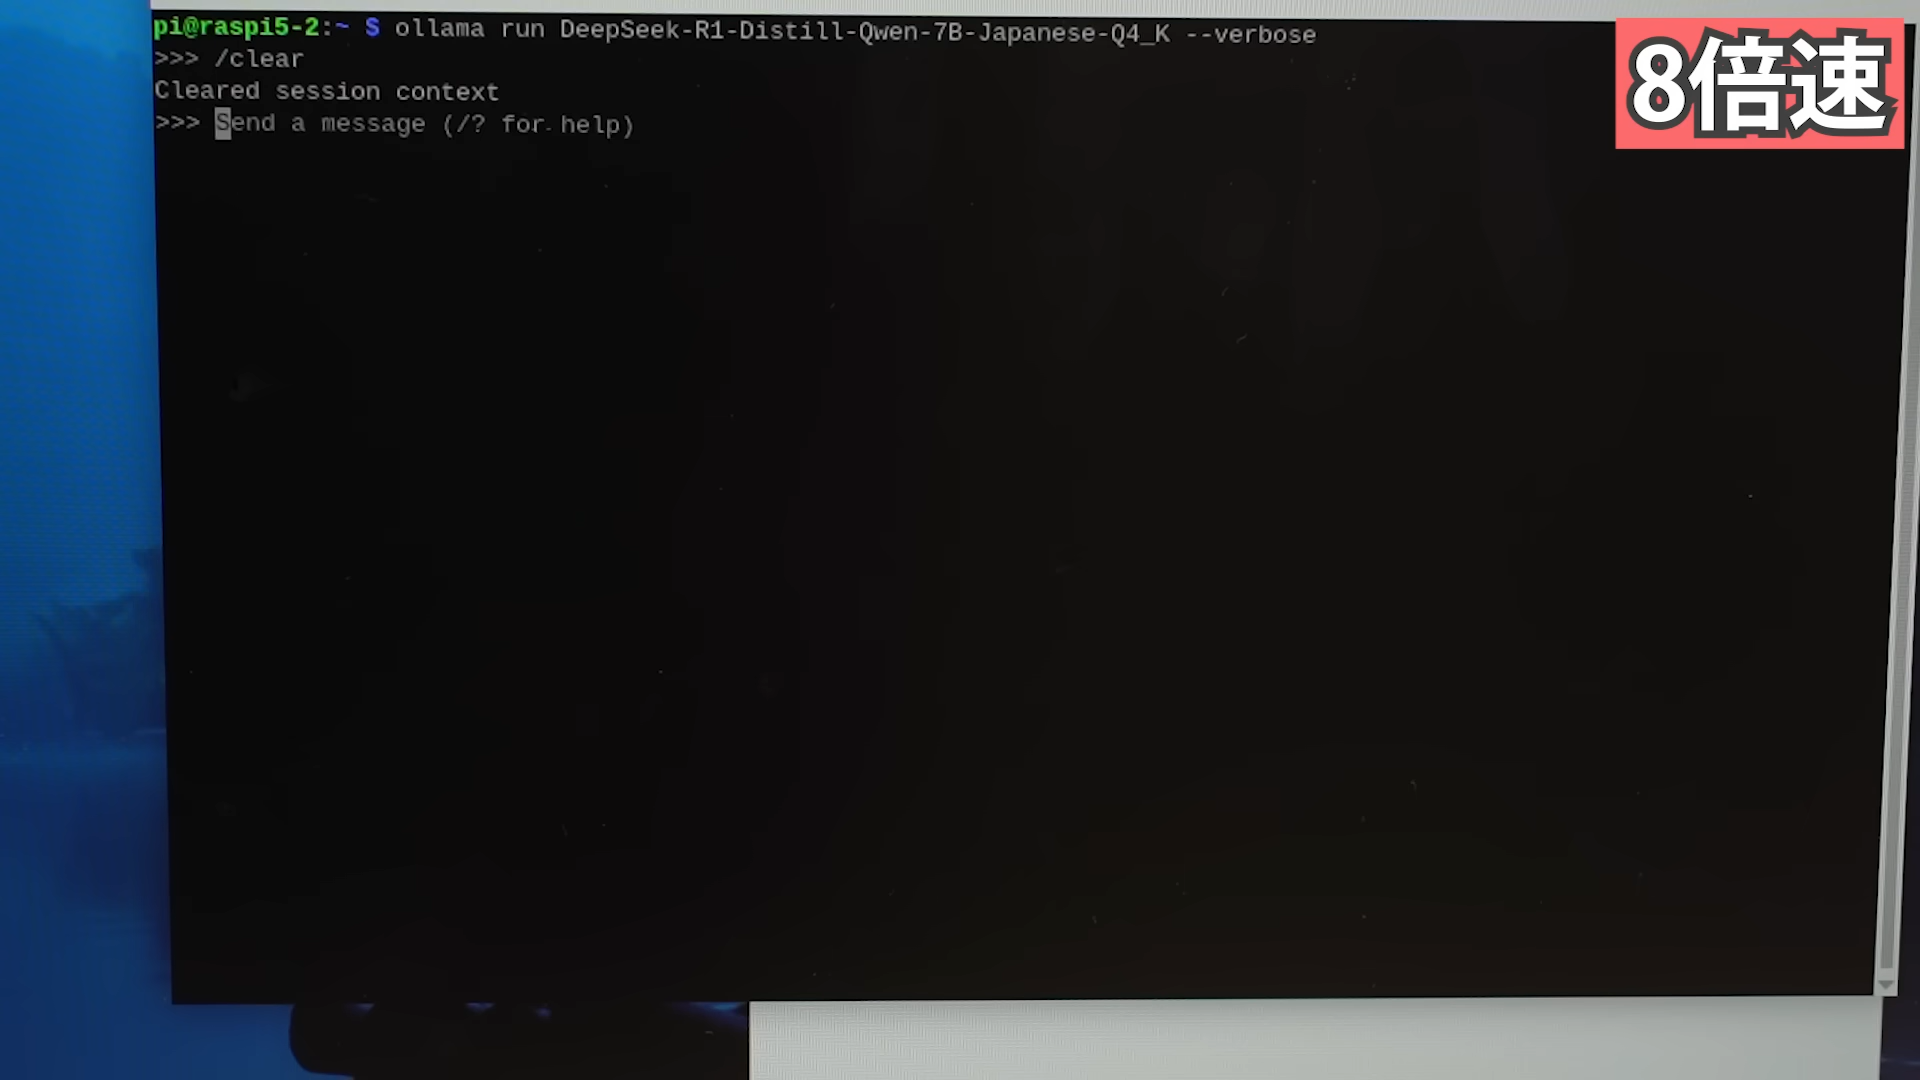 pi@raspi5-2:~ $ ollama run DeepSeek-R1-Distill-Qwen-7B-Japanese-Q4_K --verbose
>>> /clear
Cleared session context
>>> Send a message (/? for help)
8倍速